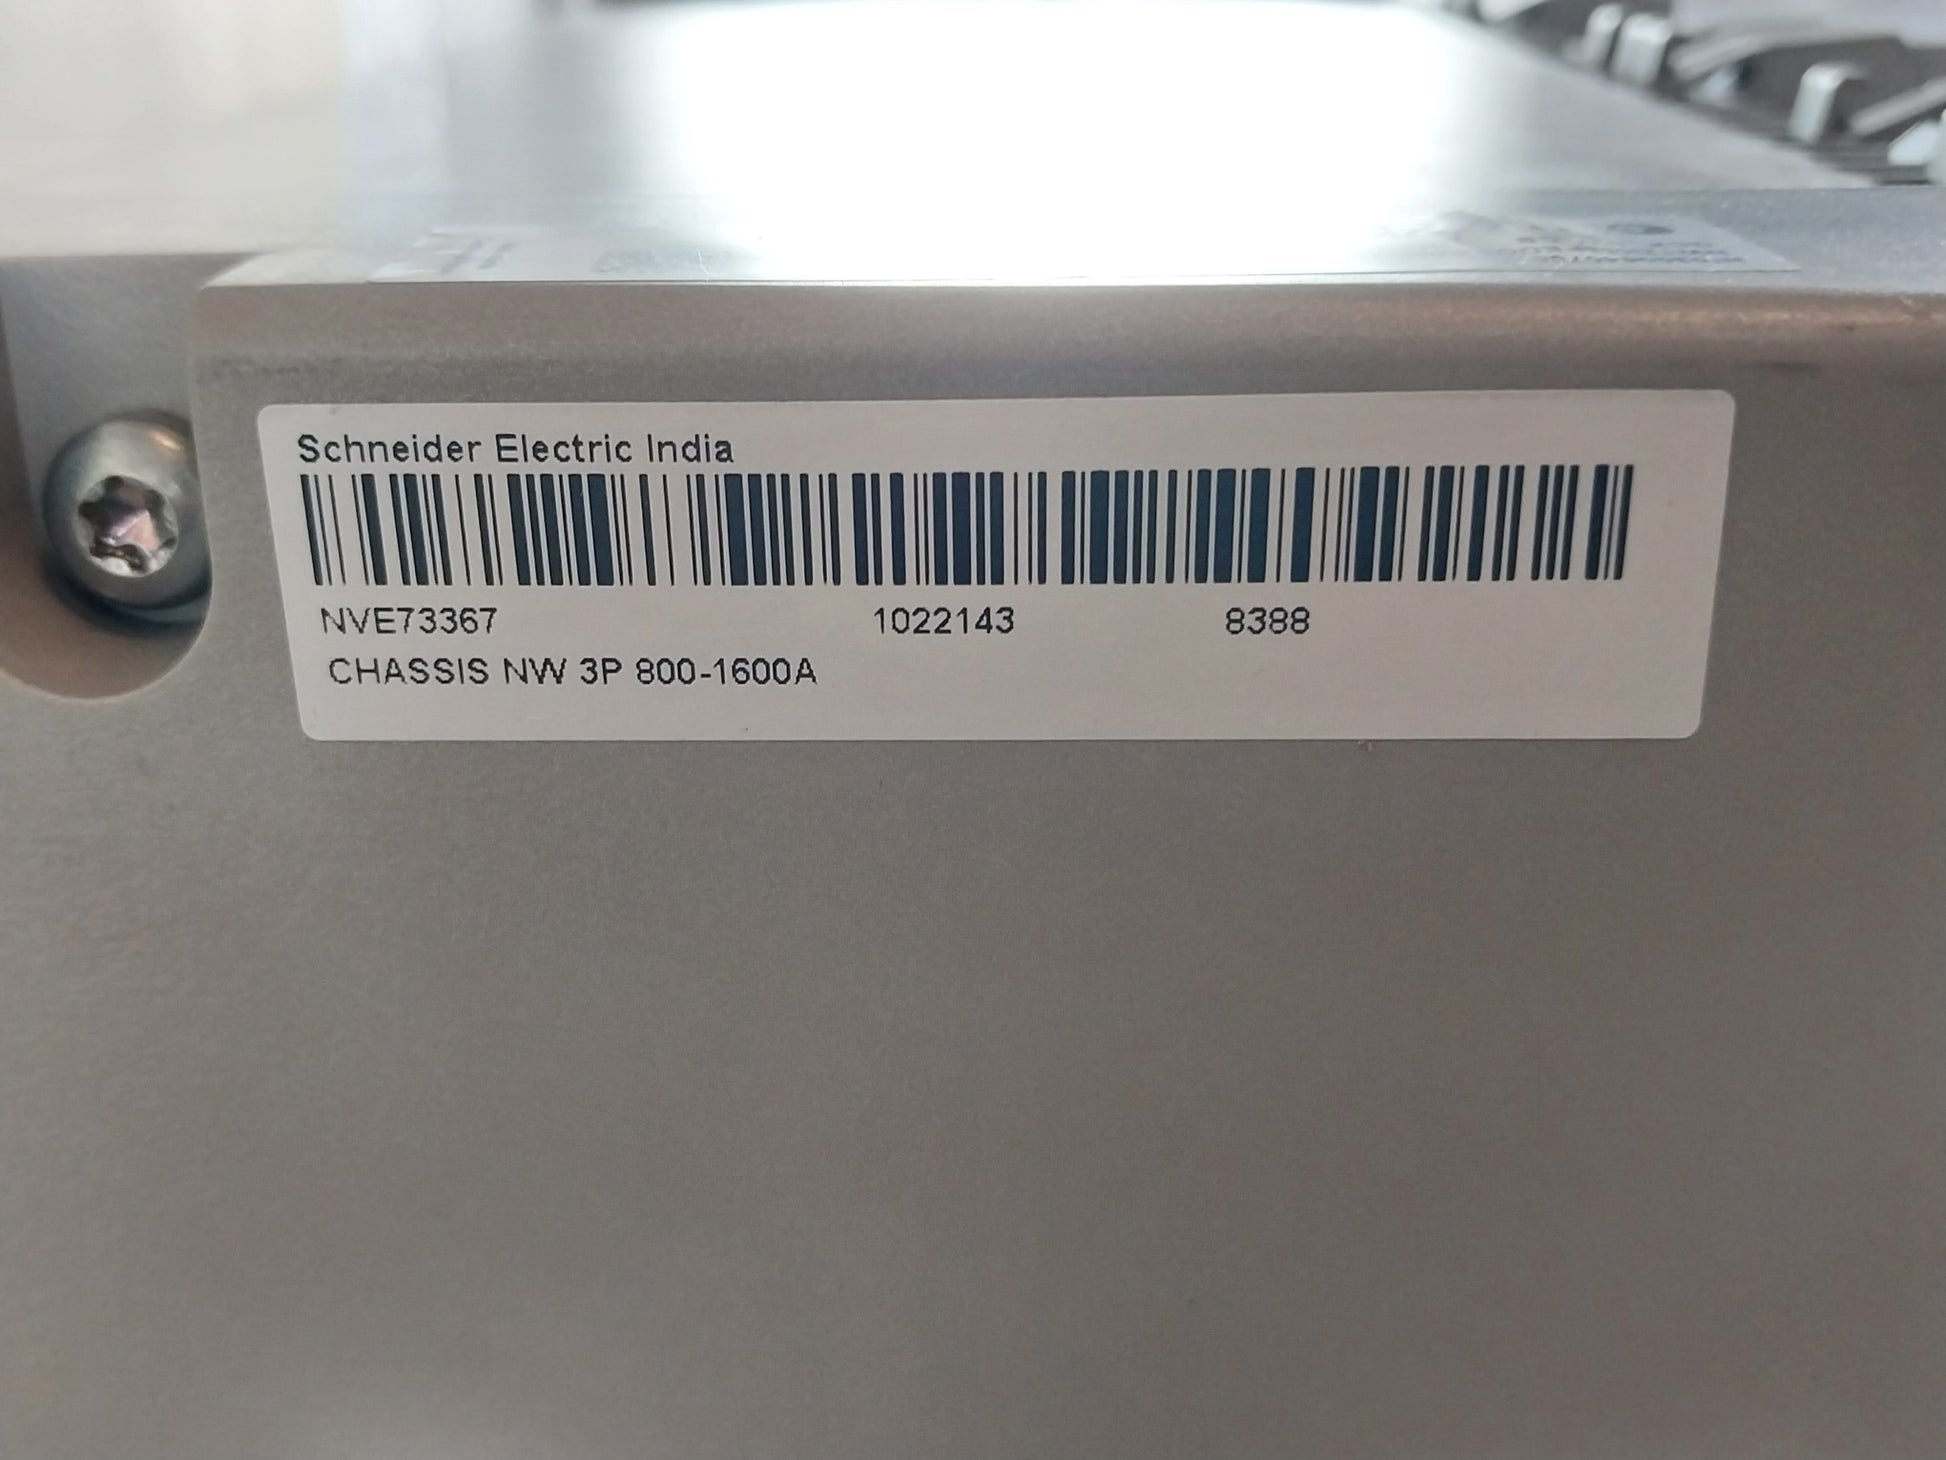 Schneider Electric India
NVE73367 1022143 8388
CHASSIS NW 3P 800-1600A